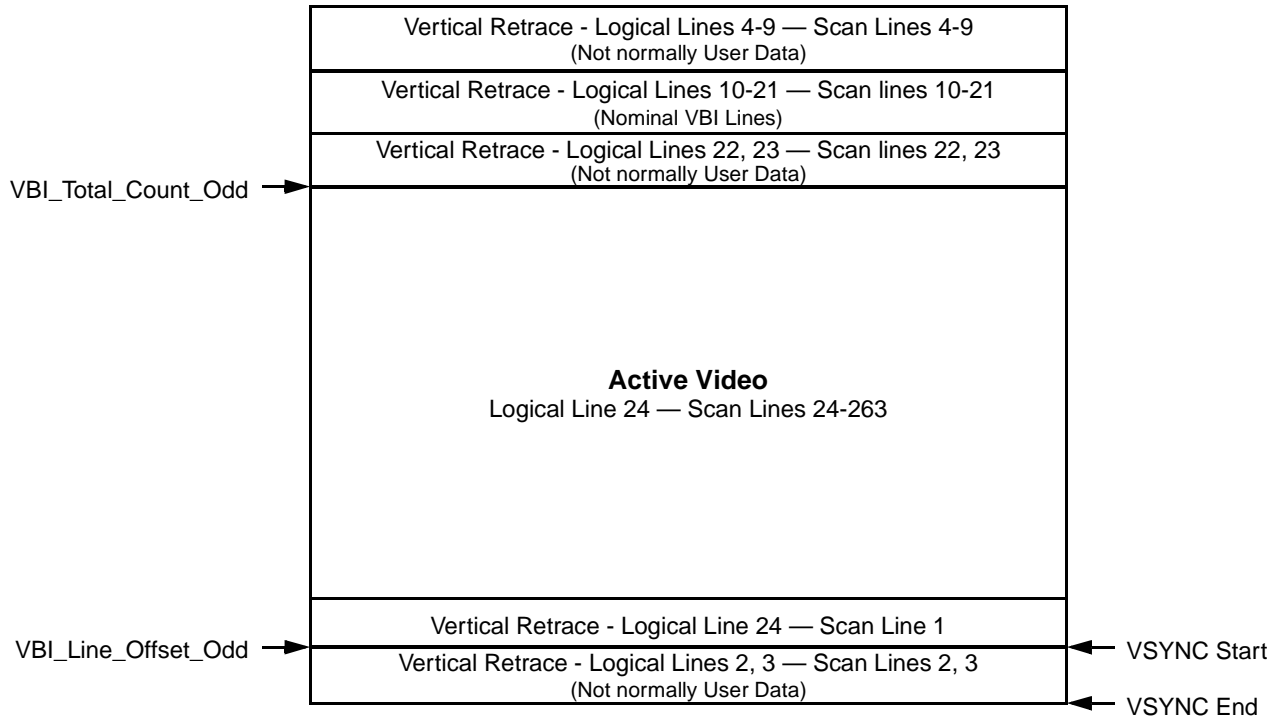 Vertical Retrace - Logical Lines 4-9 — Scan Lines 4-9
(Not normally User Data)
Vertical Retrace - Logical Lines 10-21 — Scan lines 10-21
(Nominal VBI Lines)
Vertical Retrace - Logical Lines 22, 23 — Scan lines 22, 23
(Not normally User Data)
VBI_Total_Count_Odd
Active Video
Logical Line 24 — Scan Lines 24-263
Vertical Retrace - Logical Line 24 — Scan Line 1
VBI_Line_Offset_Odd
VSYNC Start
Vertical Retrace - Logical Lines 2, 3 — Scan Lines 2, 3
(Not normally User Data)
VSYNC End